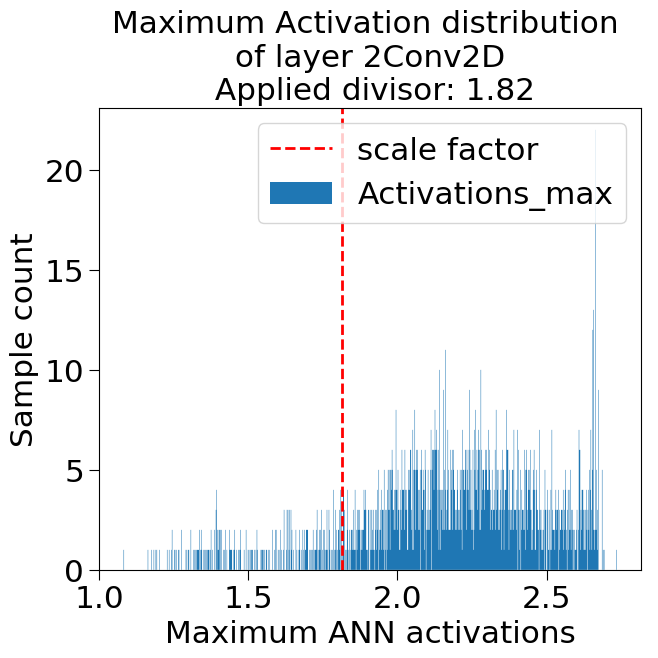 Maximum Activation distribution
of layer 2Conv2D
Applied divisor: 1.82
scale factor
Activations_max
Sample count
20
15
10
5
0
1.0 1.5 2.0 2.5
Maximum ANN activations